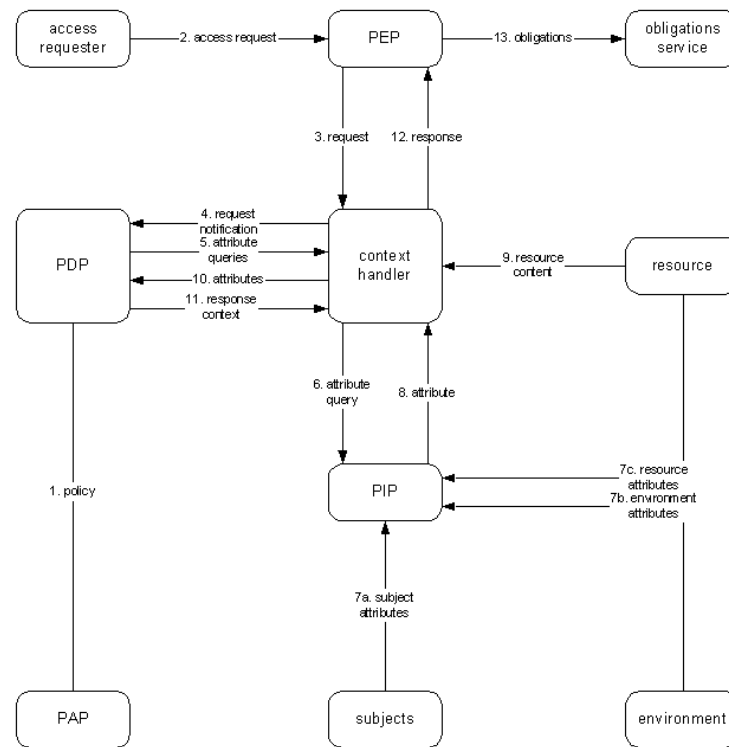 access
requester
2. access request
PEP
13. obligations
obligations
service
3. request
12. response
PDP
4. request
notification
5. attribute
queries
10. attributes
11. response
context
context
handler
9. resource
content
resource
6. attribute
query
8. attribute
1. policy
PIP
7c. resource
attributes
7b. environment
attributes
7a. subject
attributes
PAP
subjects
environment